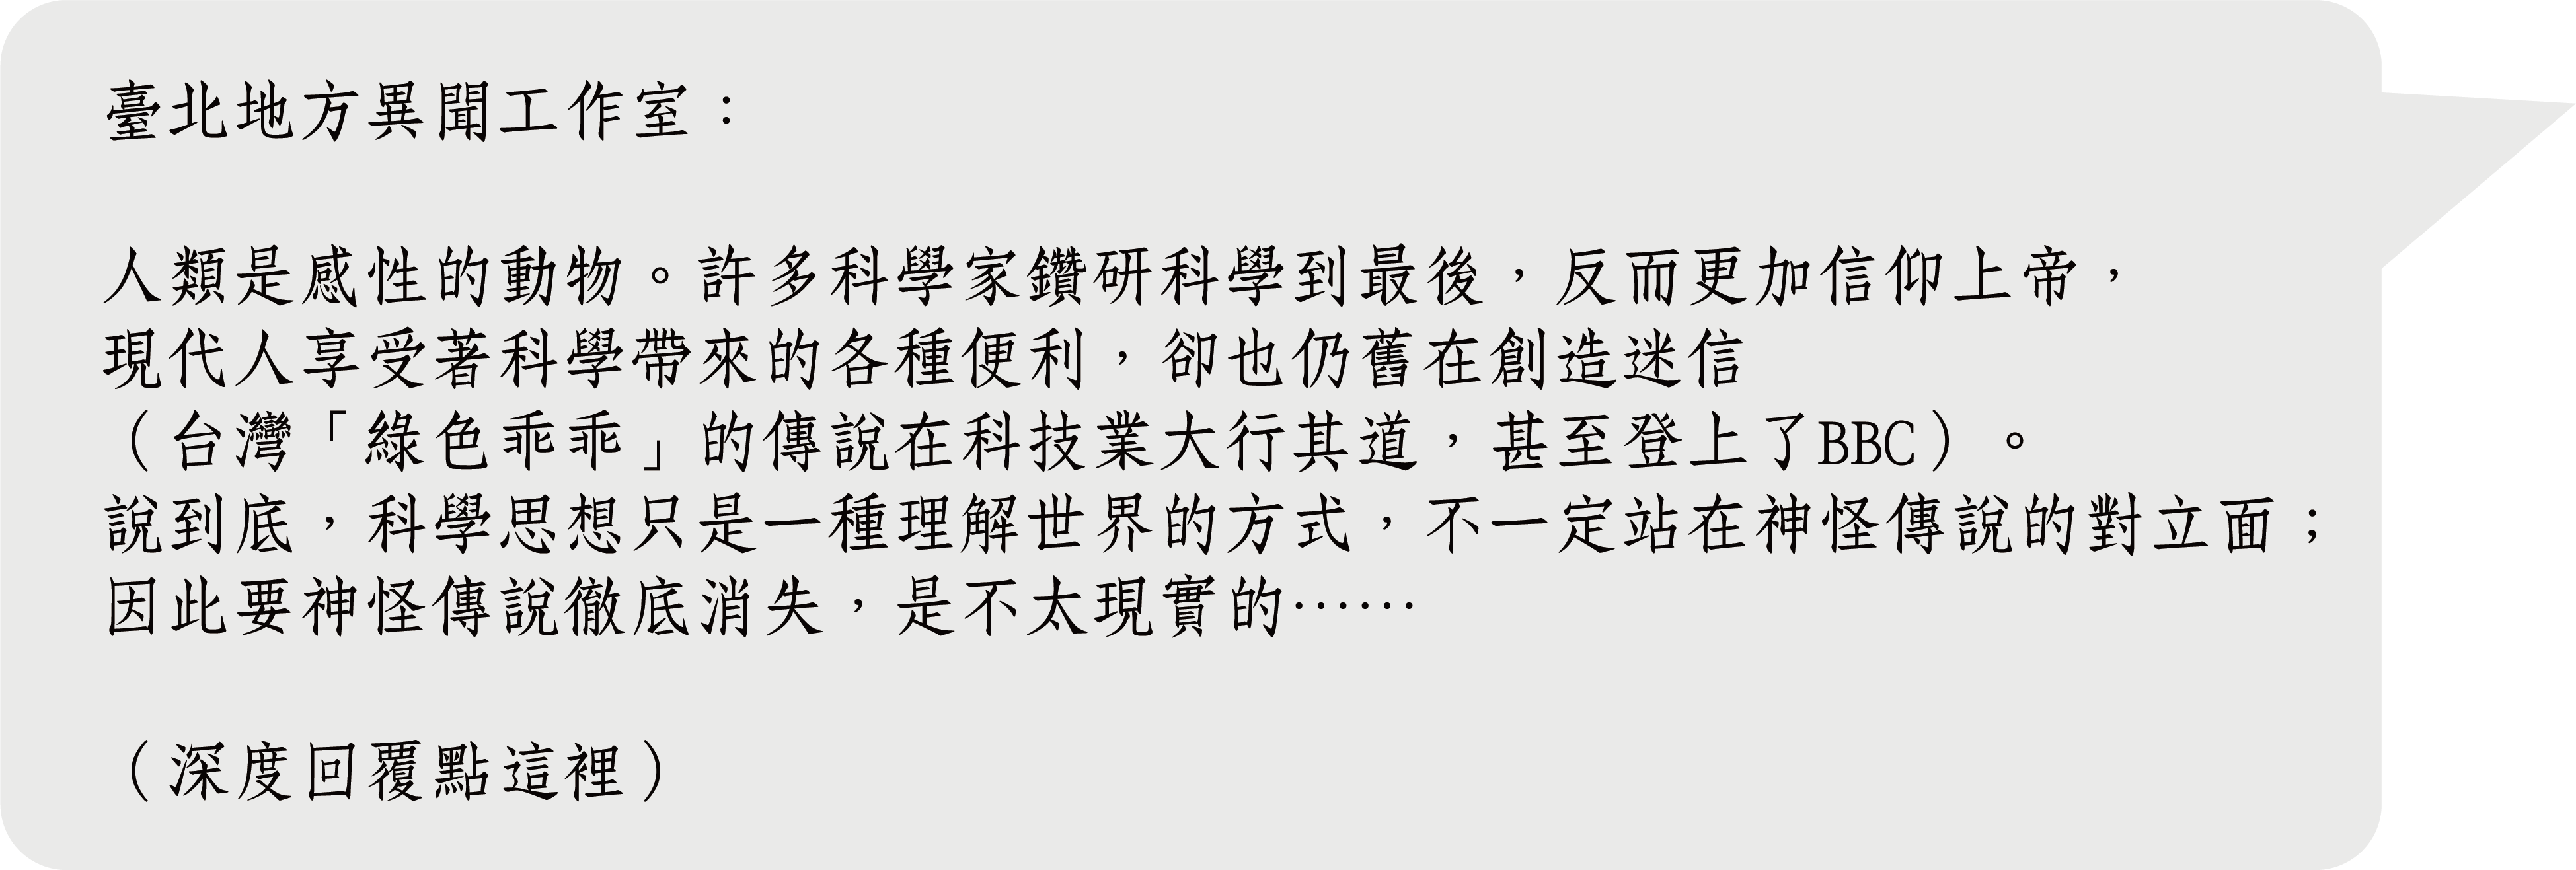 臺北地方異聞工作室：
人類是感性的動物。許多科學家鑽研科學到最後，反而更加信仰上帝，
現代人享受著科學帶來的各種便利，卻也仍舊在創造迷信
（台灣「綠色乖乖」的傳說在科技業大行其道，甚至登上了BBC）。
說到底，科學思想只是一種理解世界的方式，不一定站在神怪傳說的對立面；
因此要神怪傳說徹底消失，是不太現實的……
（深度回覆點這裡）